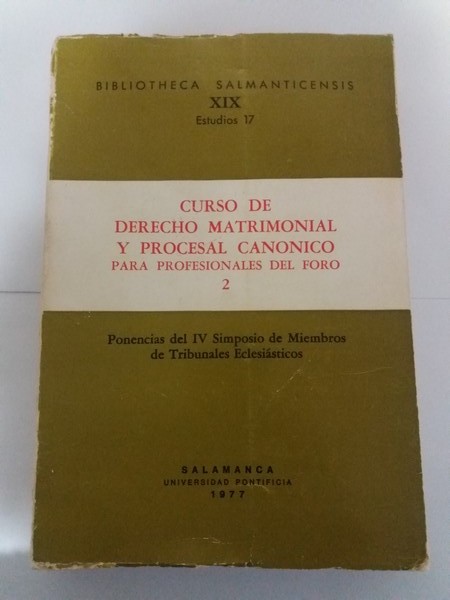 BIBLIOTHECA SALMANTICENSIS
XIX
Estudios 17
CURSO DE
DERECHO MATRIMONIAL
Y PROCESAL CANONICO
PARA PROFESIONALES DEL FORO
2
Ponencias del IV Simposio de Miembros
de Tribunales Eclesiásticos
SALAMANCA
UNIVERSIDAD PONTIFICIA
1977